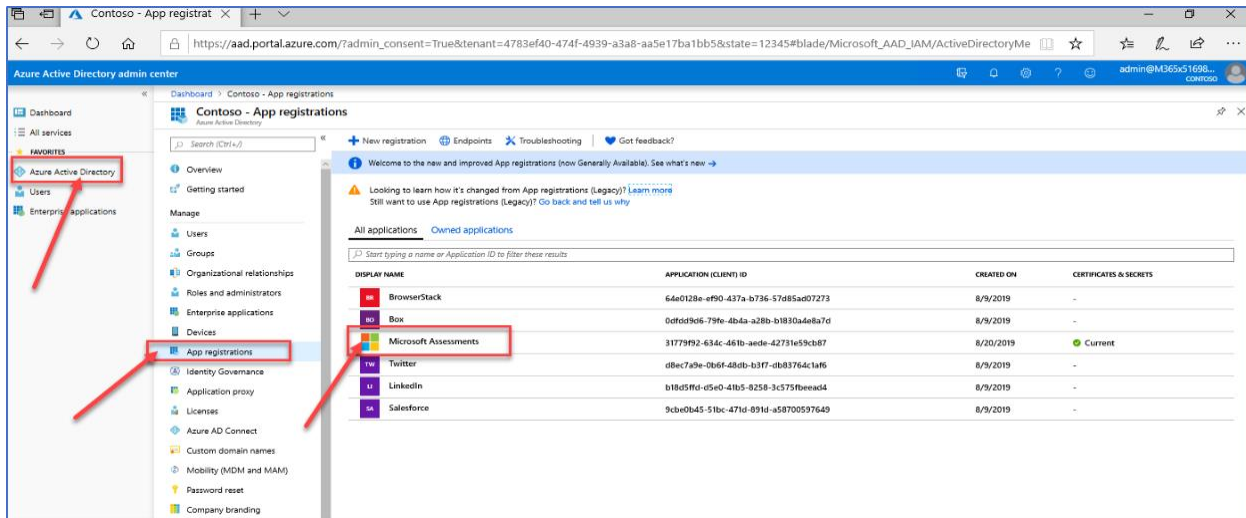 Contoso - App registrat
https://aad.portal.azure.com/?admin_consent=True&tenant=4783ef40-474f-4939-a3a8-aa5e17ba1bb5&state=12345#blade/Microsoft_AAD_IAM/ActiveDirectoryMe
Azure Active Directory admin center
admin@M365x51698...
CONTOSO
Dashboard
All services
FAVORITES
Azure Active Directory
Users
Enterprise applications
Dashboard > Contoso - App registrations
Contoso - App registrations
Azure Active Directory
Search (Ctrl+/)
Overview
Getting started
Manage
Users
Groups
Organizational relationships
Roles and administrators
Enterprise applications
Devices
App registrations
Identity Governance
Application proxy
Licenses
Azure AD Connect
Custom domain names
Mobility (MDM and MAM)
Password reset
Company branding
New registration Endpoints Troubleshooting Got feedback?
Welcome to the new and improved App registrations (now Generally Available). See what's new →
Looking to learn how it's changed from App registrations (Legacy)? Learn more
Still want to use App registrations (Legacy)? Go back and tell us why
All applications Owned applications
Start typing a name or Application ID to filter these results
DISPLAY NAME APPLICATION (CLIENT) ID CREATED ON CERTIFICATES & SECRETS
BR BrowserStack 64e0128e-ef90-437a-b736-57d85ad07273 8/9/2019 -
BO Box 0dfdd9d6-79fe-4b4a-a28b-b1830a4e8a7d 8/9/2019 -
Microsoft Assessments 31779f92-634c-461b-aede-42731e59cb87 8/20/2019 Current
TW Twitter d8ec7a9e-0b6f-48db-b3f7-db83764c1af6 8/9/2019 -
LI LinkedIn b18d5ffd-d5e0-41b5-8258-3c575fbeead4 8/9/2019 -
SA Salesforce 9cbe0b45-51bc-471d-891d-a58700597649 8/9/2019 -